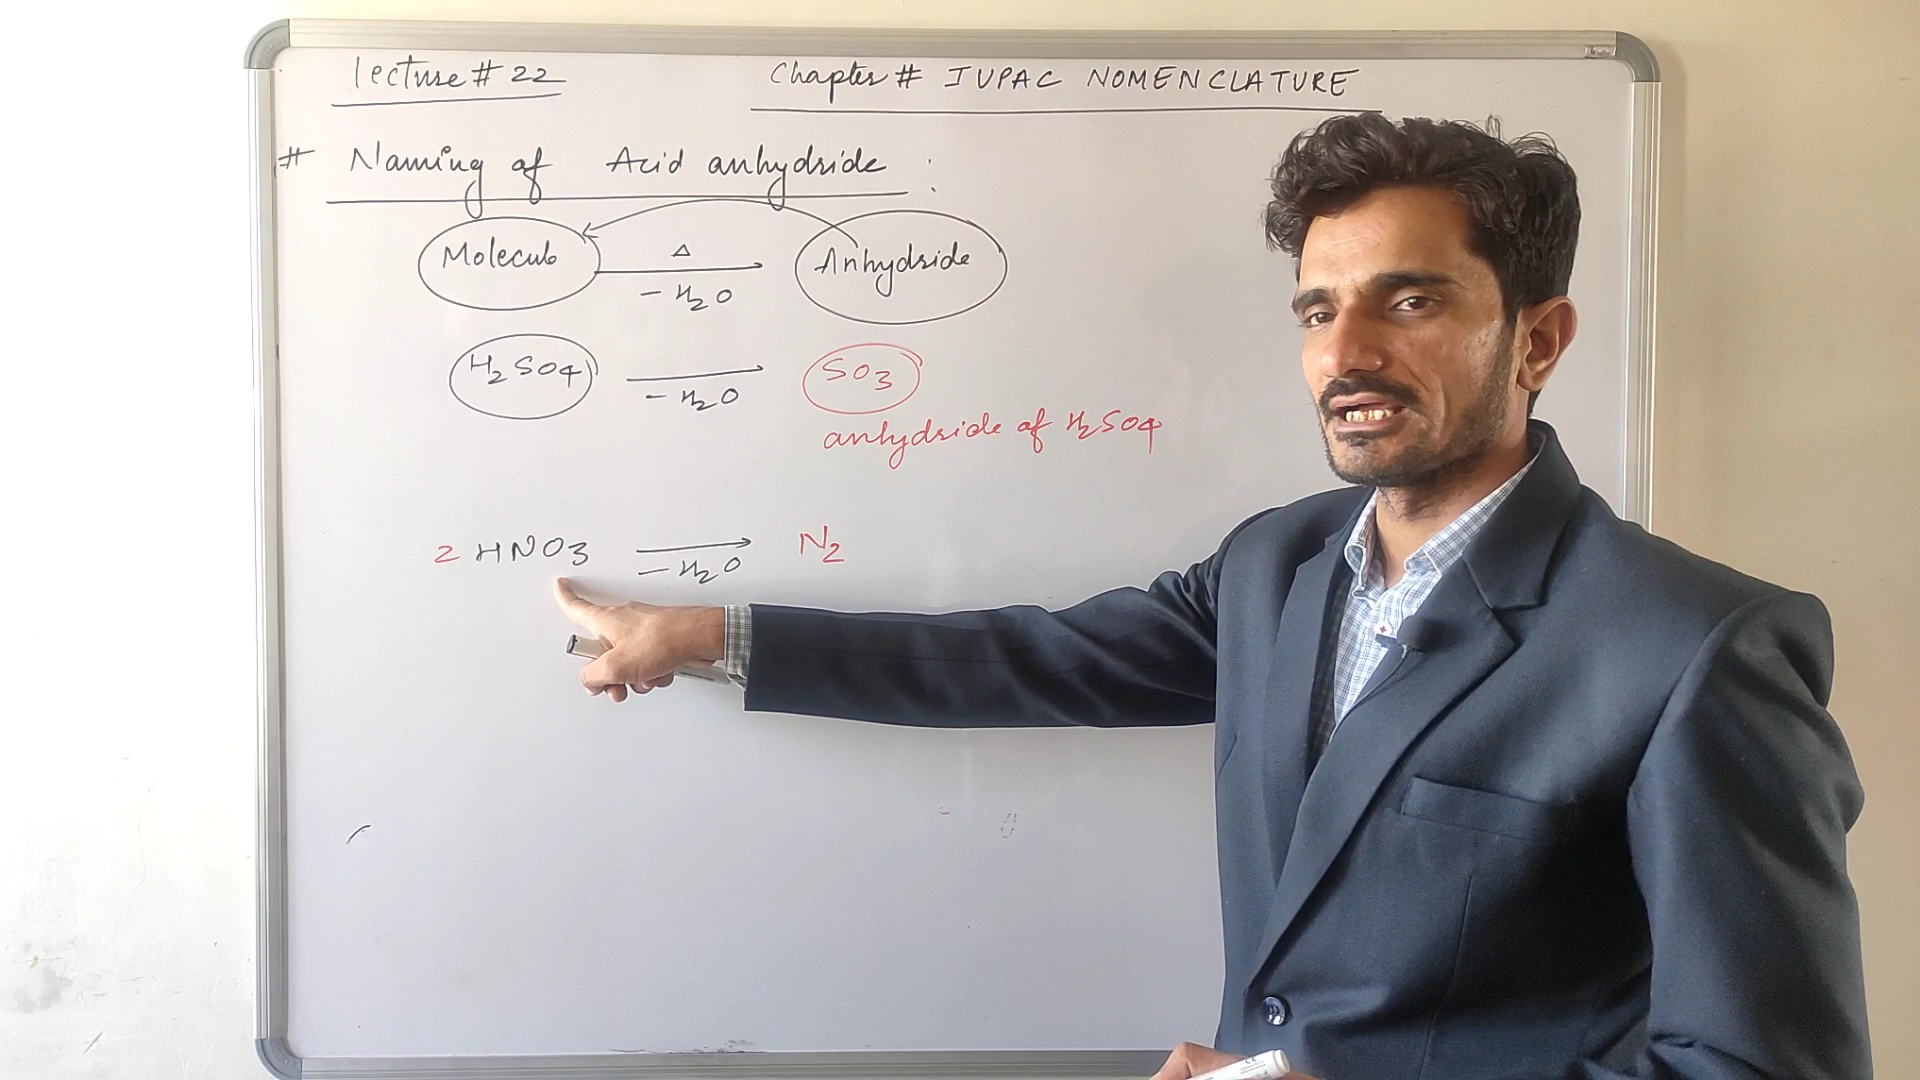 Lecture # 22
Chapter # IUPAC NOMENCLATURE
# Naming of Acid anhydride :
Molecule Δ Anhydride
- H2O
H2SO4 SO3
- H2O
anhydride of H2SO4
2 HNO3 → N2
- H2O